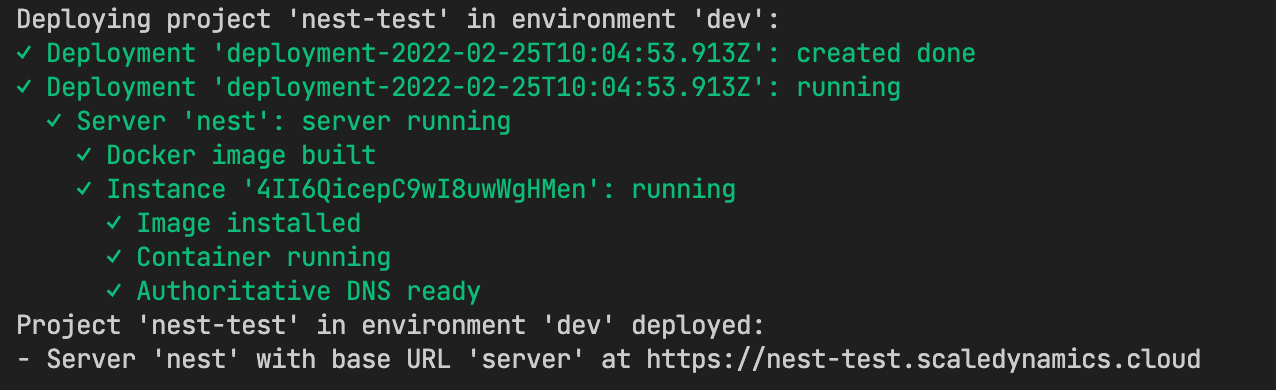 Deploying project 'nest-test' in environment 'dev':
✓ Deployment 'deployment-2022-02-25T10:04:53.913Z': created done
✓ Deployment 'deployment-2022-02-25T10:04:53.913Z': running
✓ Server 'nest': server running
✓ Docker image built
✓ Instance '4II6QicepC9wI8uwWgHMen': running
✓ Image installed
✓ Container running
✓ Authoritative DNS ready
Project 'nest-test' in environment 'dev' deployed:
- Server 'nest' with base URL 'server' at https://nest-test.scaledynamics.cloud